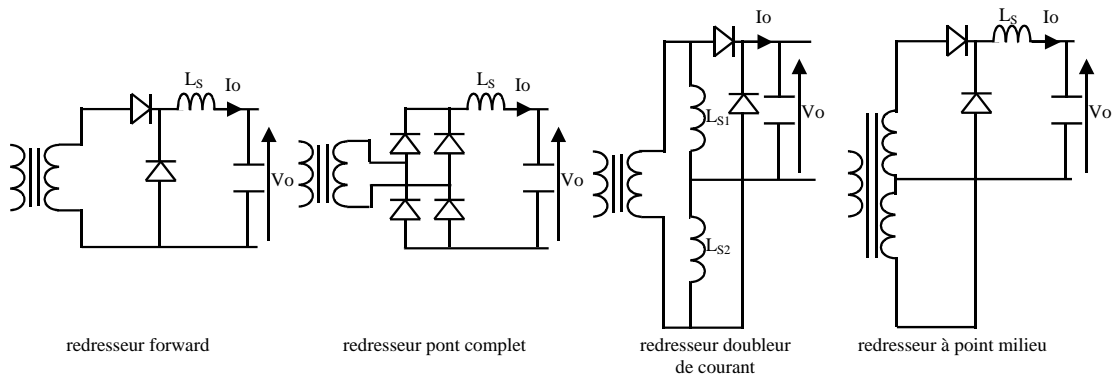 Ls
Io
Vo
redresseur forward
Ls
Io
Vo
redresseur pont complet
Io
LS1
Vo
LS2
redresseur doubleur
de courant
Ls
Io
Vo
redresseur à point milieu